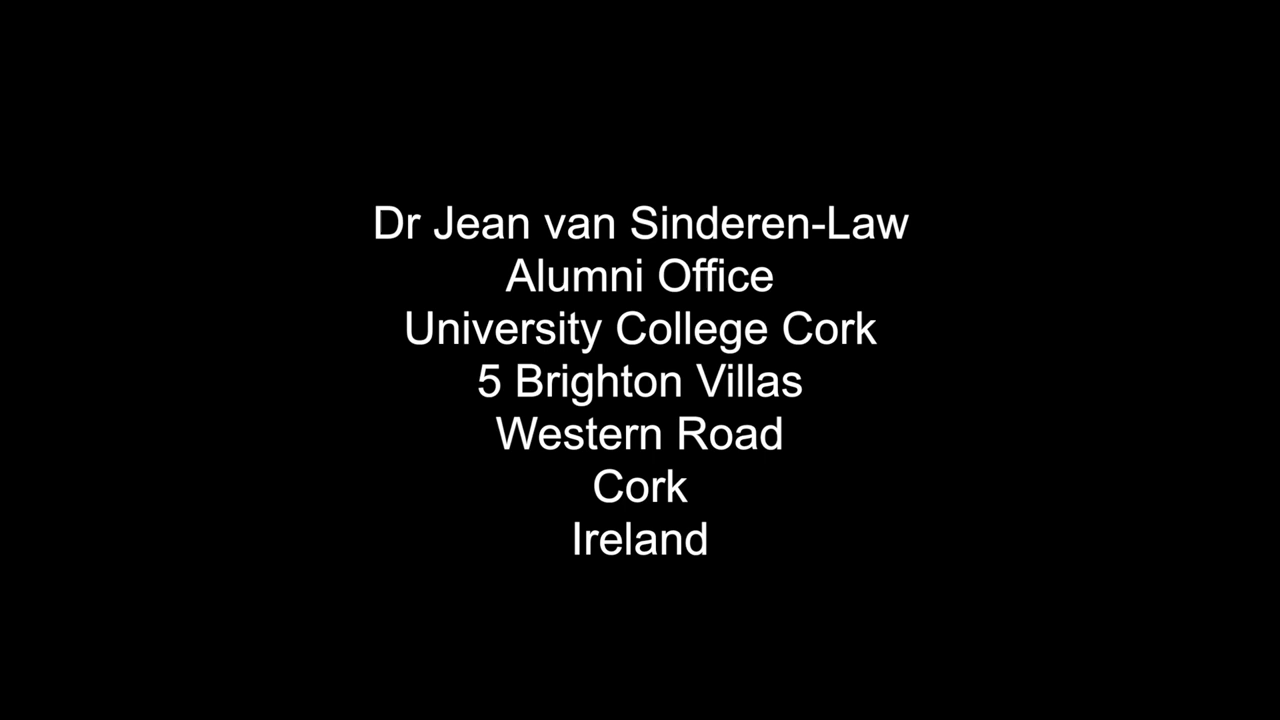 Dr Jean van Sinderen-Law
Alumni Office
University College Cork
5 Brighton Villas
Western Road
Cork
Ireland